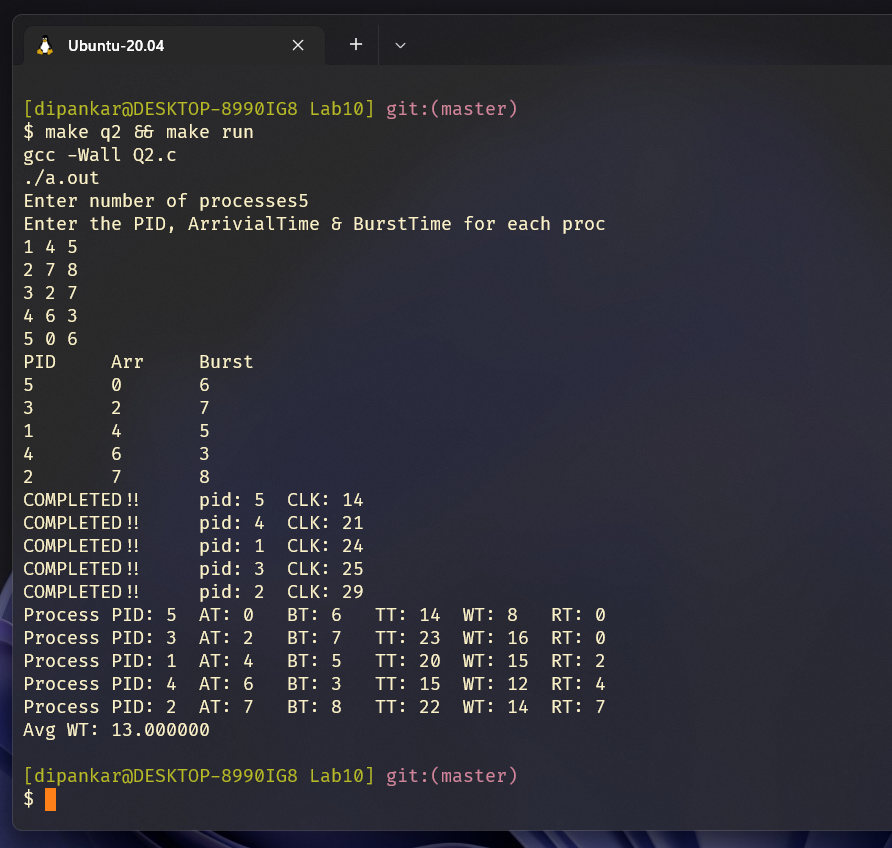 Ubuntu-20.04
[dipankar@DESKTOP-8990IG8 Lab10] git:(master)
$ make q2 && make run
gcc -Wall Q2.c
./a.out
Enter number of processes5
Enter the PID, ArrivialTime & BurstTime for each proc
1 4 5
2 7 8
3 2 7
4 6 3
5 0 6
PID Arr Burst
5 0 6
3 2 7
1 4 5
4 6 3
2 7 8
COMPLETED!! pid: 5 CLK: 14
COMPLETED!! pid: 4 CLK: 21
COMPLETED!! pid: 1 CLK: 24
COMPLETED!! pid: 3 CLK: 25
COMPLETED!! pid: 2 CLK: 29
Process PID: 5 AT: 0 BT: 6 TT: 14 WT: 8 RT: 0
Process PID: 3 AT: 2 BT: 7 TT: 23 WT: 16 RT: 0
Process PID: 1 AT: 4 BT: 5 TT: 20 WT: 15 RT: 2
Process PID: 4 AT: 6 BT: 3 TT: 15 WT: 12 RT: 4
Process PID: 2 AT: 7 BT: 8 TT: 22 WT: 14 RT: 7
Avg WT: 13.000000
[dipankar@DESKTOP-8990IG8 Lab10] git:(master)
$